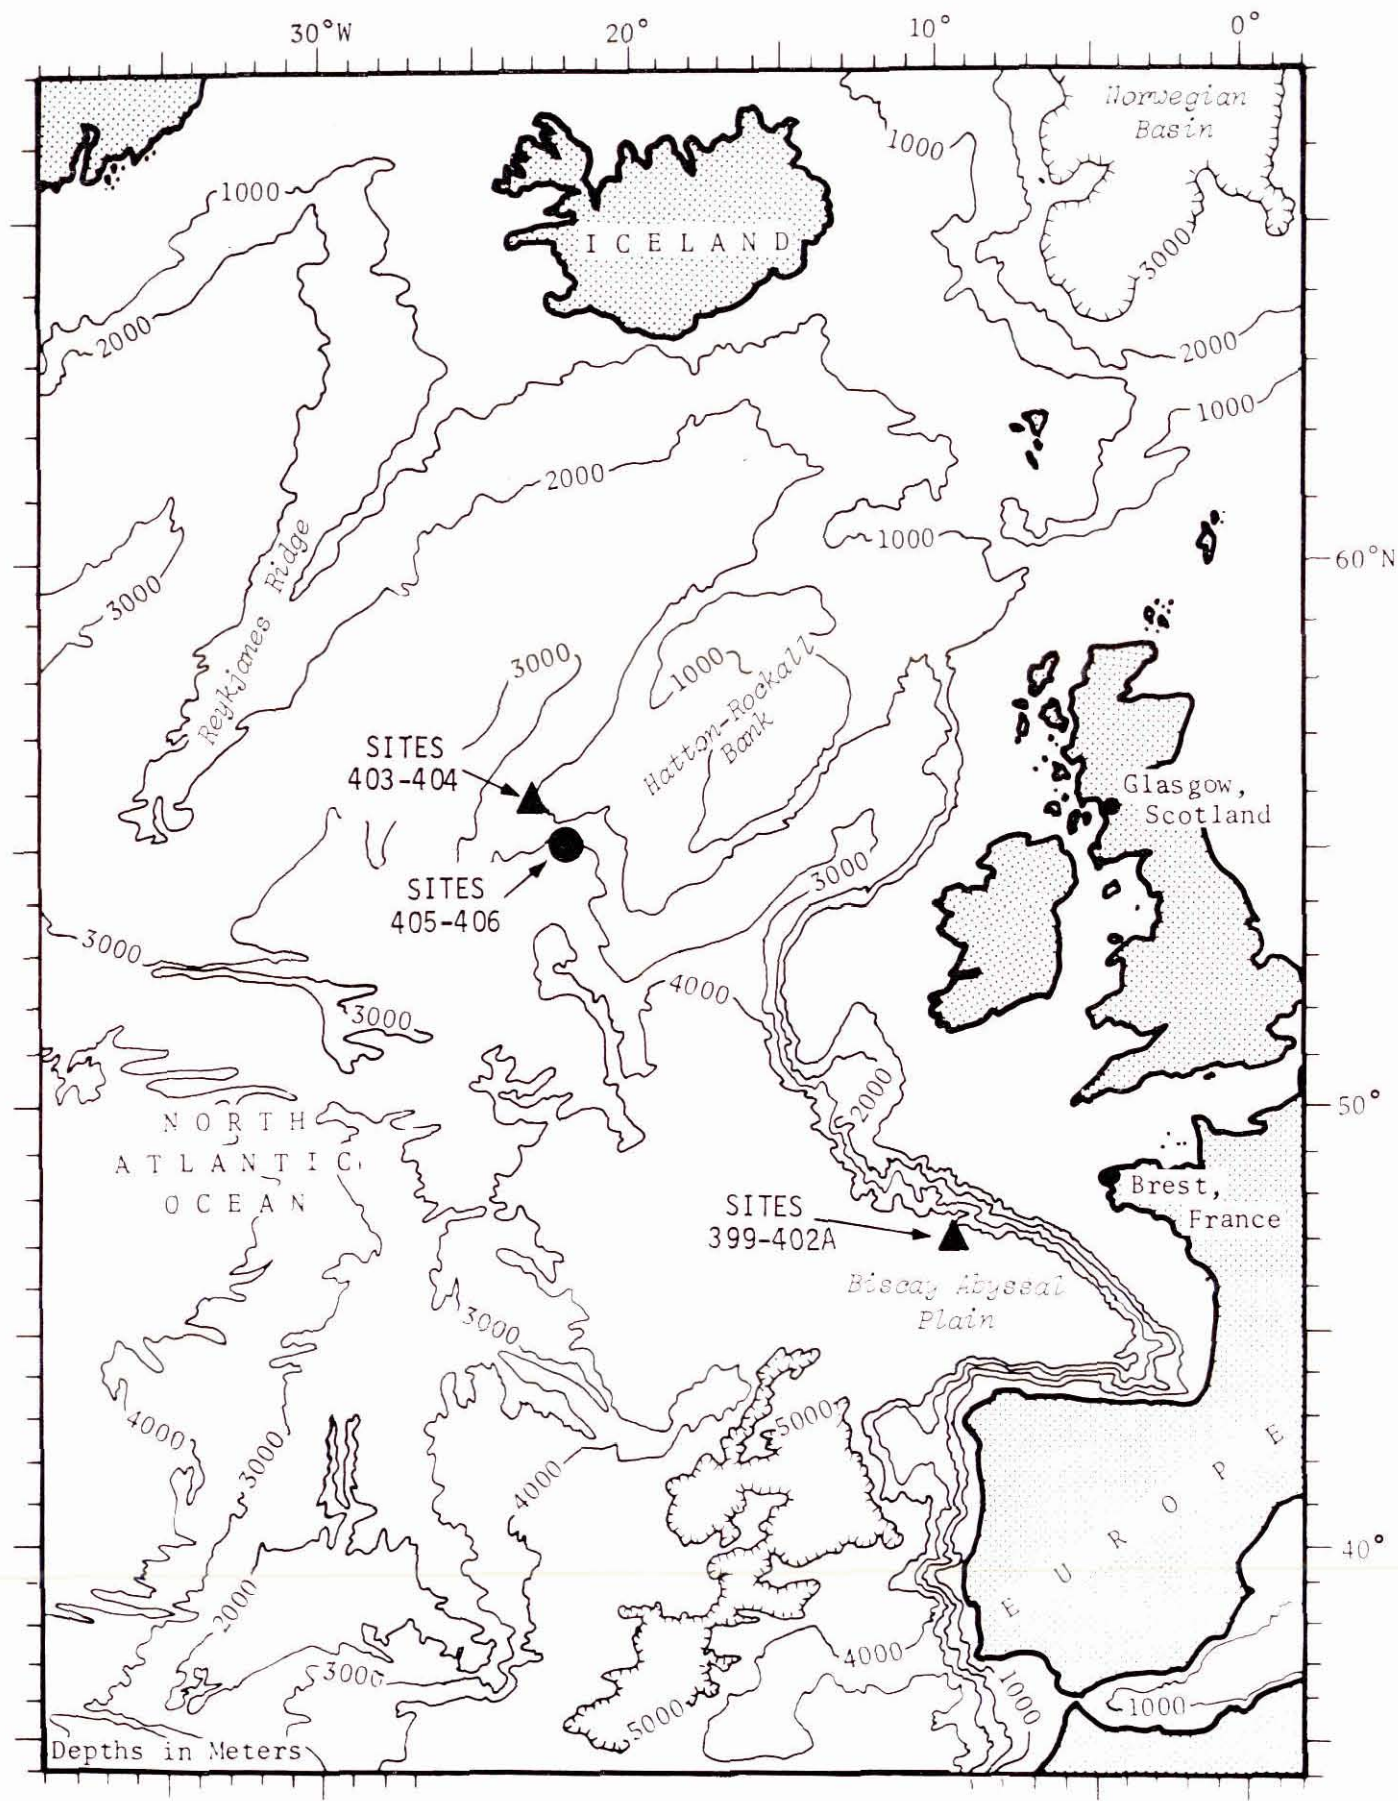 30°W
20°
10°
0°
Norwegian
Basin
1000
1000
ICELAND
3000
2000
2000
1000
2000
1000
60°N
3000
Reykjanes Ridge
3000
1000
Hatton-Rockall
Bank
SITES
403-404
Glasgow,
Scotland
SITES
405-406
3000
3000
4000
3000
2000
50°
NORTH
ATLANTIC
OCEAN
Brest,
France
SITES
399-402A
Biscay Abyssal
Plain
3000
4000
5000
3000
4000
EUROPE
40°
2000
3000
4000
5000
1000
1000
Depths in Meters